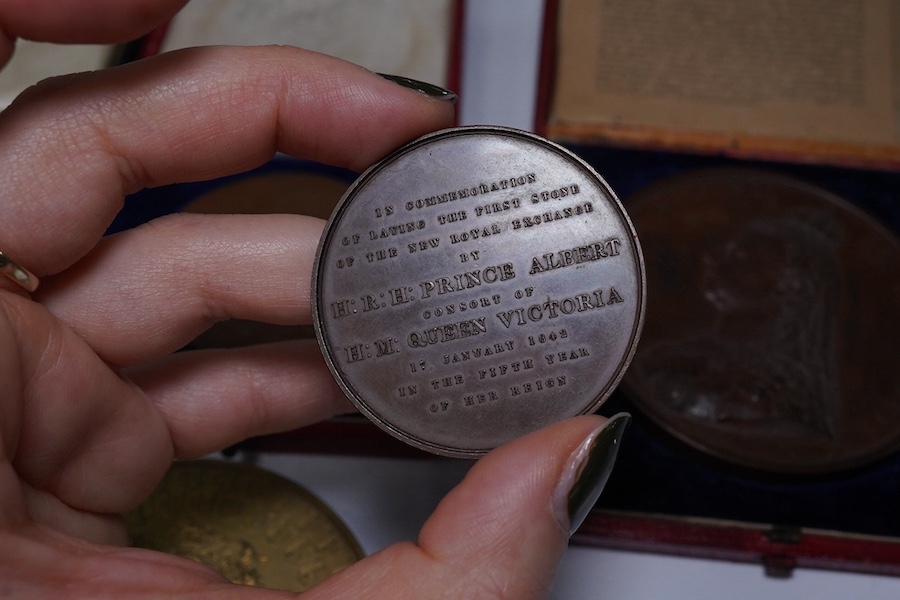 IN COMMEMORATION
OF LAYING THE FIRST STONE
OF THE NEW ROYAL EXCHANGE
BY
H: R: H: PRINCE ALBERT
CONSORT OF
H: M: QUEEN VICTORIA
17 JANUARY 1842
IN THE FIFTH YEAR
OF HER REIGN